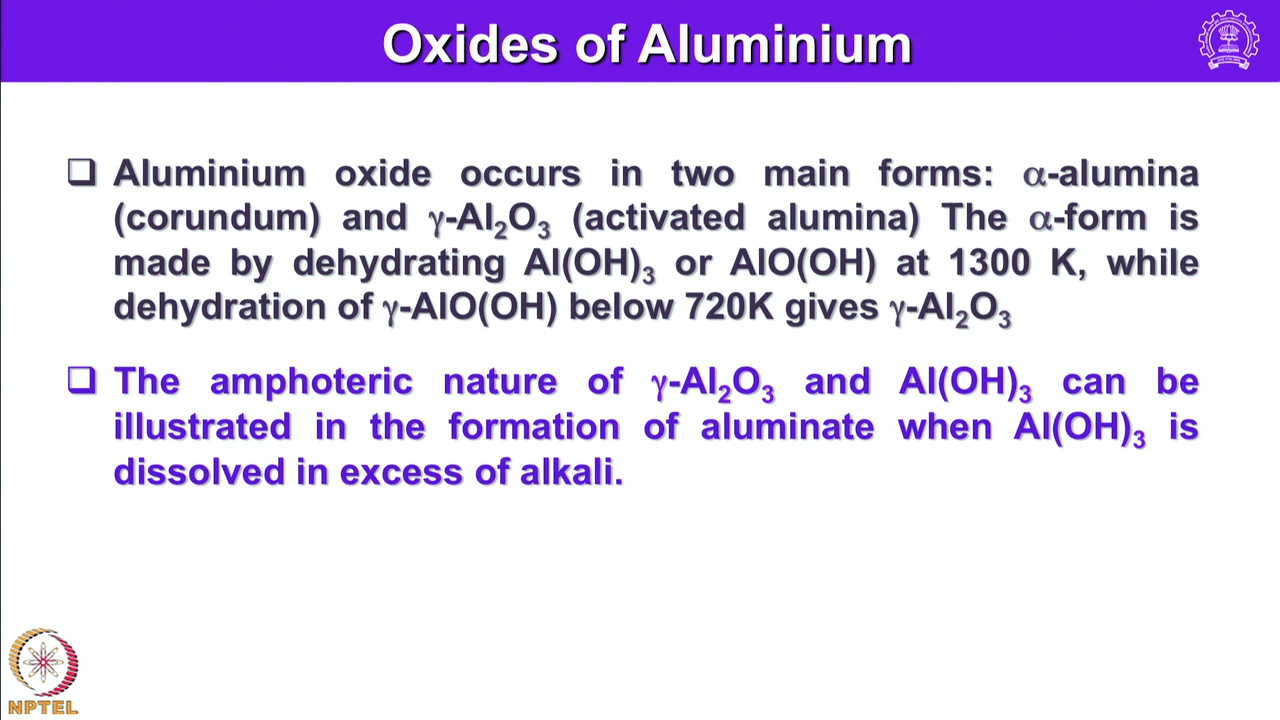 Oxides of Aluminium
❑ Aluminium oxide occurs in two main forms: α-alumina
(corundum) and γ-Al₂O₃ (activated alumina) The α-form is
made by dehydrating Al(OH)₃ or AlO(OH) at 1300 K, while
dehydration of γ-AlO(OH) below 720K gives γ-Al₂O₃
❑ The amphoteric nature of γ-Al₂O₃ and Al(OH)₃ can be
illustrated in the formation of aluminate when Al(OH)₃ is
dissolved in excess of alkali.
NPTEL